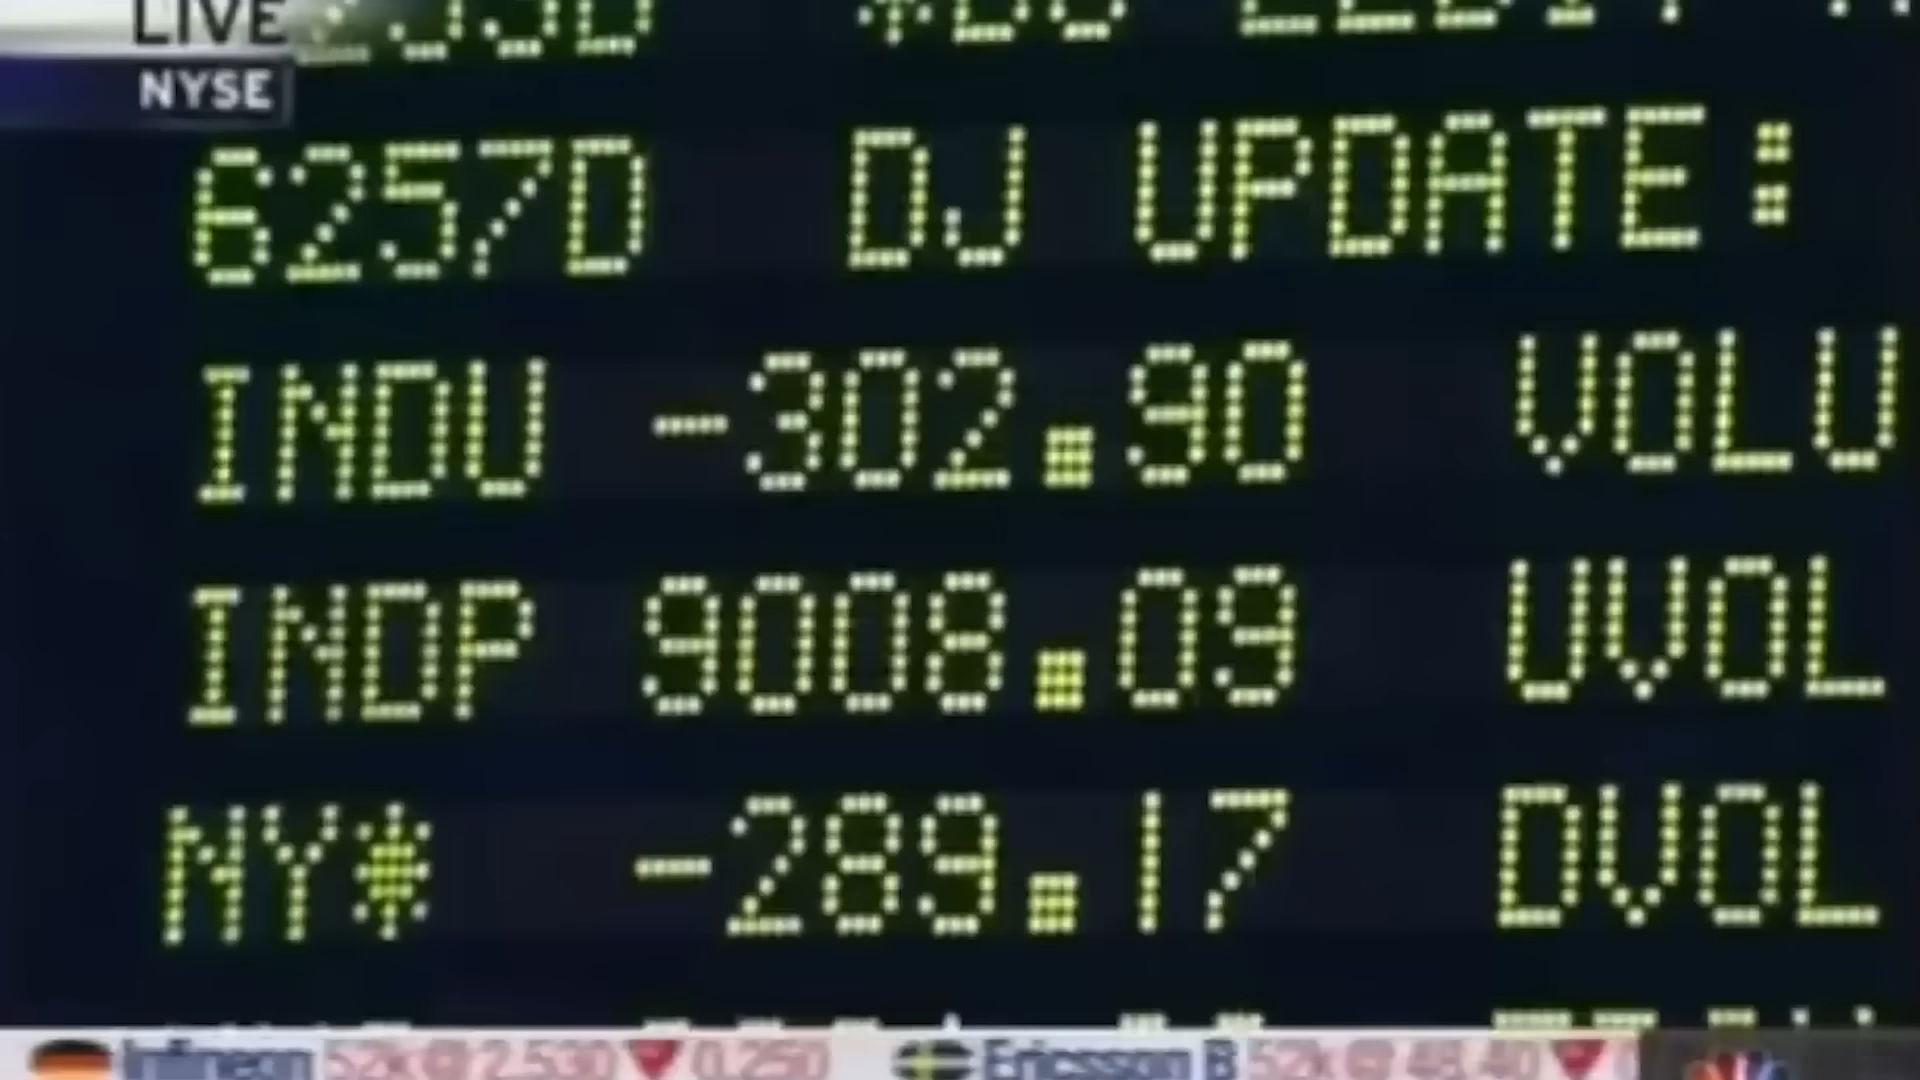 LIVE
NYSE
6257D DJ UPDATE:
INDU -302.90 VOLU
INDP 9008.09 UVOL
NY* -289.17 DVOL
Infineon 52k@2.530 ▼0.250 Ericsson B 52k@48.40 ▼